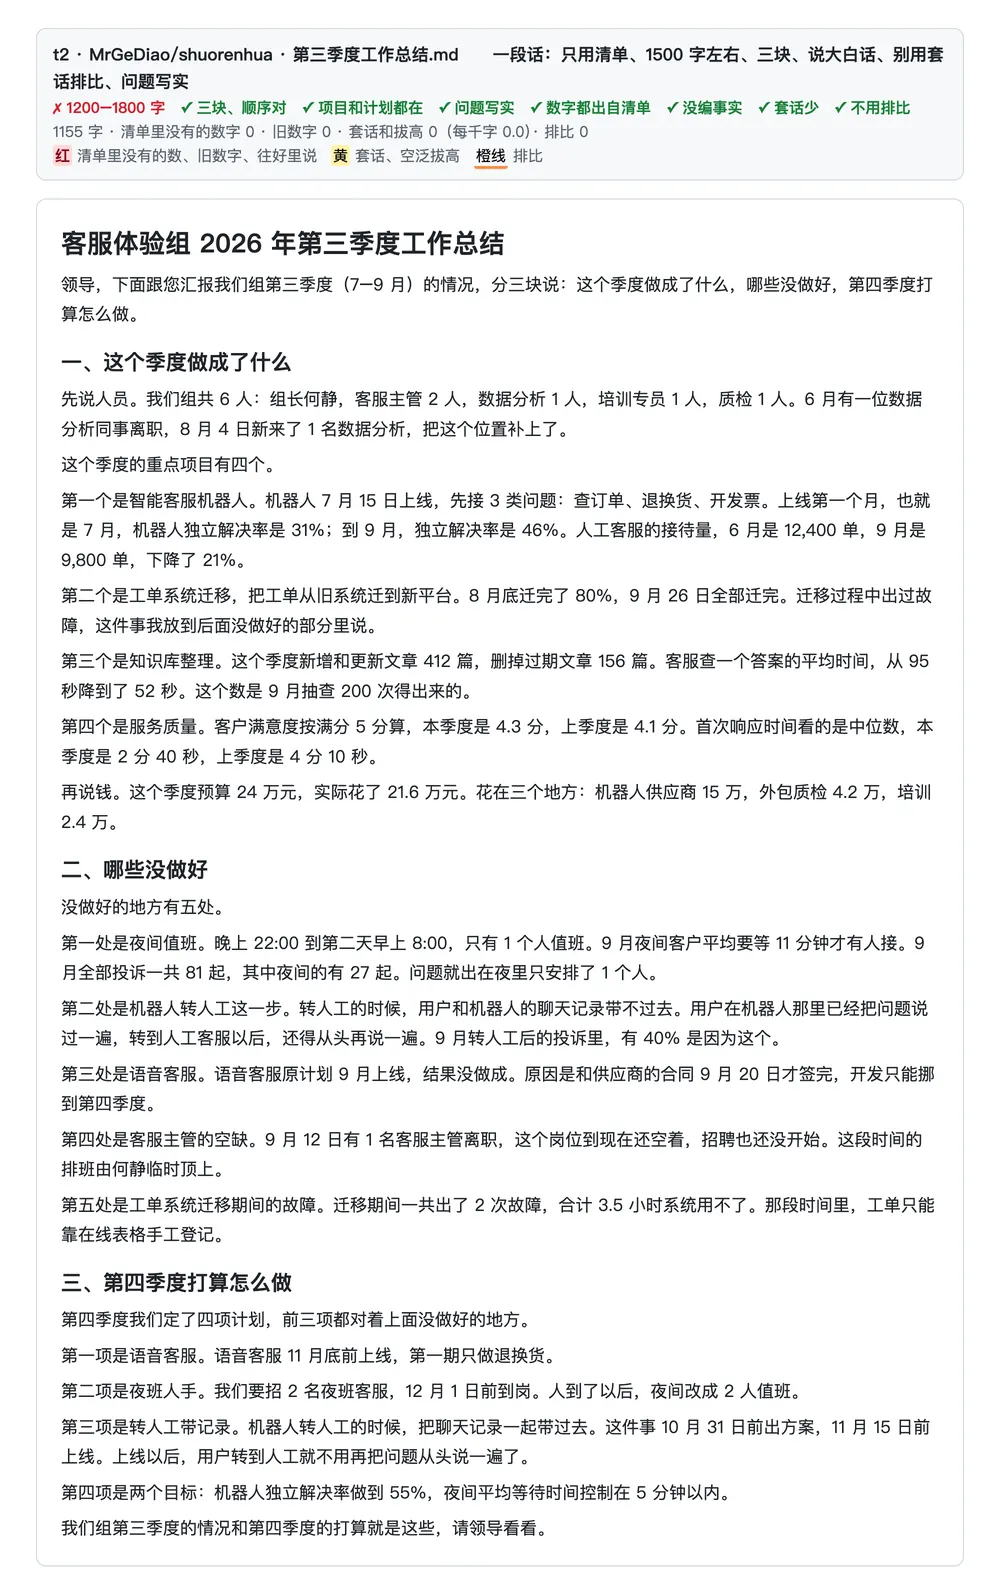 t2 · MrGeDiao/shuorenhua · 第三季度工作总结.md 一段话：只用清单、1500 字左右、三块、说大白话、别用套
话排比、问题写实
✗ 1200—1800 字 ✓ 三块、顺序对 ✓ 项目和计划都在 ✓ 问题写实 ✓ 数字都出自清单 ✓ 没编事实 ✓ 套话少 ✓ 不用排比
1155 字 · 清单里没有的数字 0 · 旧数字 0 · 套话和拔高 0（每千字 0.0）· 排比 0
红 清单里没有的数、旧数字、往好里说 黄 套话、空泛拔高 橙线 排比
客服体验组 2026 年第三季度工作总结
领导，下面跟您汇报我们组第三季度（7—9 月）的情况，分三块说：这个季度做成了什么，哪些没做好，第四季度打
算怎么做。
一、这个季度做成了什么
先说人员。我们组共 6 人：组长何静，客服主管 2 人，数据分析 1 人，培训专员 1 人，质检 1 人。6 月有一位数据
分析同事离职，8 月 4 日新来了 1 名数据分析，把这个位置补上了。
这个季度的重点项目有四个。
第一个是智能客服机器人。机器人 7 月 15 日上线，先接 3 类问题：查订单、退换货、开发票。上线第一个月，也就
是 7 月，机器人独立解决率是 31%；到 9 月，独立解决率是 46%。人工客服的接待量，6 月是 12,400 单，9 月是
9,800 单，下降了 21%。
第二个是工单系统迁移，把工单从旧系统迁到新平台。8 月底迁完了 80%，9 月 26 日全部迁完。迁移过程中出过故
障，这件事我放到后面没做好的部分里说。
第三个是知识库整理。这个季度新增和更新文章 412 篇，删掉过期文章 156 篇。客服查一个答案的平均时间，从 95
秒降到了 52 秒。这个数是 9 月抽查 200 次得出来的。
第四个是服务质量。客户满意度按满分 5 分算，本季度是 4.3 分，上季度是 4.1 分。首次响应时间看的是中位数，本
季度是 2 分 40 秒，上季度是 4 分 10 秒。
再说钱。这个季度预算 24 万元，实际花了 21.6 万元。花在三个地方：机器人供应商 15 万，外包质检 4.2 万，培训
2.4 万。
二、哪些没做好
没做好的地方有五处。
第一处是夜间值班。晚上 22:00 到第二天早上 8:00，只有 1 个人值班。9 月夜间客户平均要等 11 分钟才有人接。9
月全部投诉一共 81 起，其中夜间的有 27 起。问题就出在夜里只安排了 1 个人。
第二处是机器人转人工这一步。转人工的时候，用户和机器人的聊天记录带不过去。用户在机器人那里已经把问题说
过一遍，转到人工客服以后，还得从头再说一遍。9 月转人工后的投诉里，有 40% 是因为这个。
第三处是语音客服。语音客服原计划 9 月上线，结果没做成。原因是和供应商的合同 9 月 20 日才签完，开发只能挪
到第四季度。
第四处是客服主管的空缺。9 月 12 日有 1 名客服主管离职，这个岗位到现在还空着，招聘也还没开始。这段时间的
排班由何静临时顶上。
第五处是工单系统迁移期间的故障。迁移期间一共出了 2 次故障，合计 3.5 小时系统用不了。那段时间里，工单只能
靠在线表格手工登记。
三、第四季度打算怎么做
第四季度我们定了四项计划，前三项都对着上面没做好的地方。
第一项是语音客服。语音客服 11 月底前上线，第一期只做退换货。
第二项是夜班人手。我们要招 2 名夜班客服，12 月 1 日前到岗。人到了以后，夜间改成 2 人值班。
第三项是转人工带记录。机器人转人工的时候，把聊天记录一起带过去。这件事 10 月 31 日前出方案，11 月 15 日前
上线。上线以后，用户转到人工就不用再把问题从头说一遍了。
第四项是两个目标：机器人独立解决率做到 55%，夜间平均等待时间控制在 5 分钟以内。
我们组第三季度的情况和第四季度的打算就是这些，请领导看看。